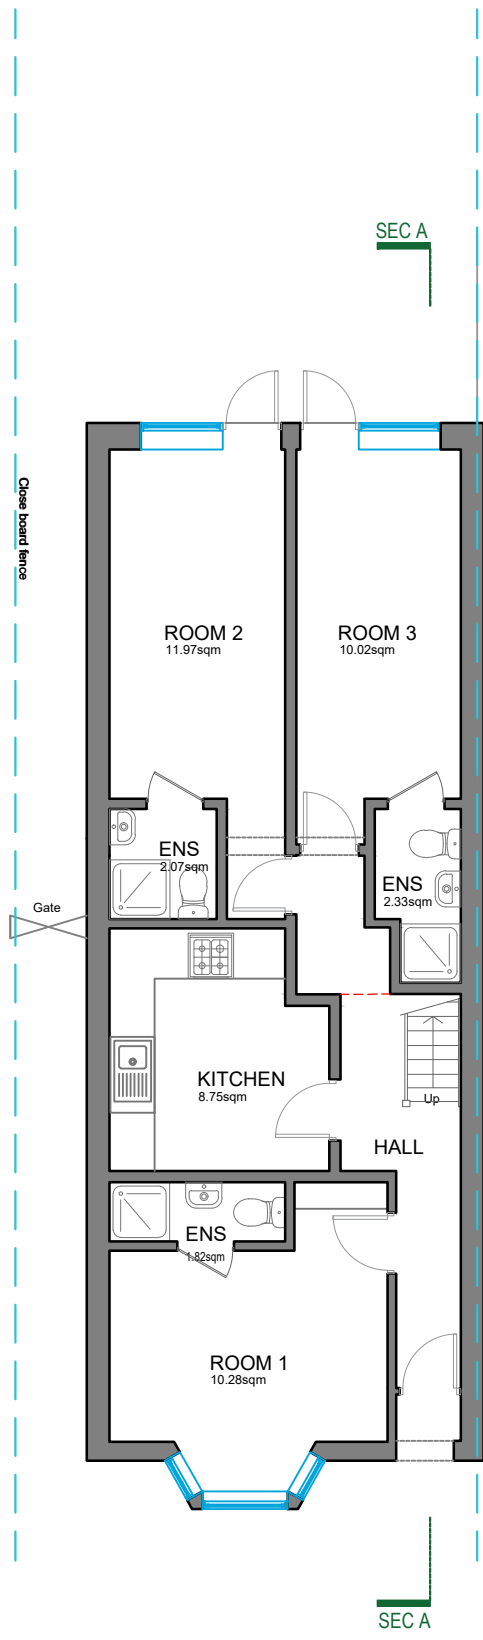 SEC A
Close board fence
ROOM 2
11.97sqm
ROOM 3
10.02sqm
ENS
2.07sqm
ENS
2.33sqm
Gate
KITCHEN
8.75sqm
Up
HALL
ENS
1.82sqm
ROOM 1
10.28sqm
SEC A